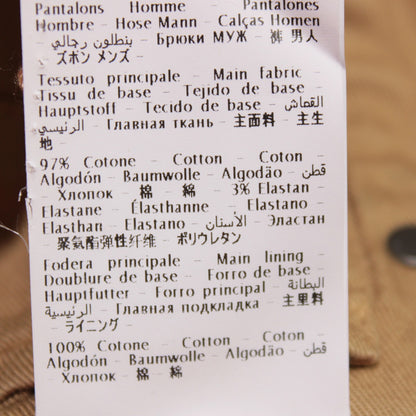 Pantalons Homme - Pantalones
Hombre - Hose Mann - Calças Homen
- بنطلون رجالي - Брюки МУЖ - 裤 男人
- ズボン メンズ -
Tessuto principale - Main fabric -
Tissu de base - Tejido de base -
Hauptstoff - Tecido de base - القماش
الرئيسي - Главная ткань - 主面料 - 主生
地 -
97% Cotone - Cotton - Coton -
Algodón - Baumwolle - Algodão - قطن
- Хлопок - 棉 - 綿 - 3% Elastan -
Elastane - Élasthanne - Elastano -
Elasthan - Elastano - الأستان - Эластан
- 聚氨酯弹性纤维 - ポリウレタン
Fodera principale - Main lining -
Doublure de base - Forro de base -
Hauptfutter - Forro principal - البطانة
الرئيسية - Главная подкладка - 主里料
- ライニング -
100% Cotone - Cotton - Coton -
Algodón - Baumwolle - Algodão - قطن
- Хлопок - 棉 - 綿